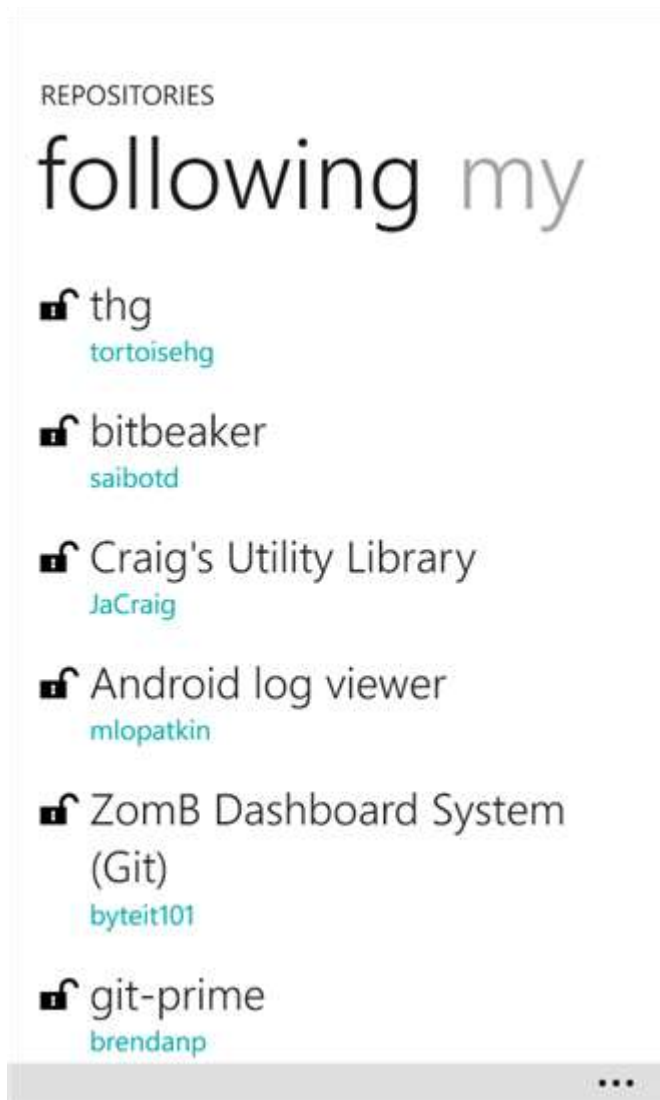 REPOSITORIES
following my
thg
tortoisehg
bitbeaker
saibotd
Craig's Utility Library
JaCraig
Android log viewer
mlopatkin
ZomB Dashboard System
(Git)
byteit101
git-prime
brendanp